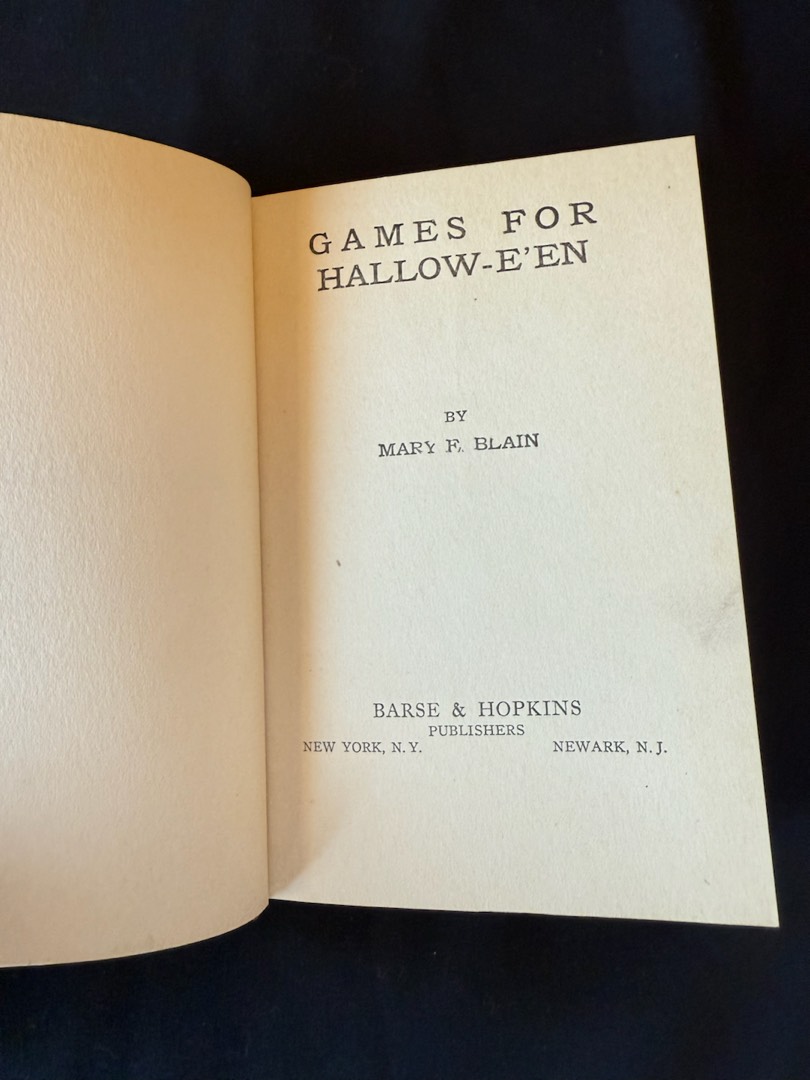 GAMES FOR
HALLOW-E'EN
BY
MARY E. BLAIN
BARSE & HOPKINS
PUBLISHERS
NEW YORK, N. Y. NEWARK, N. J.